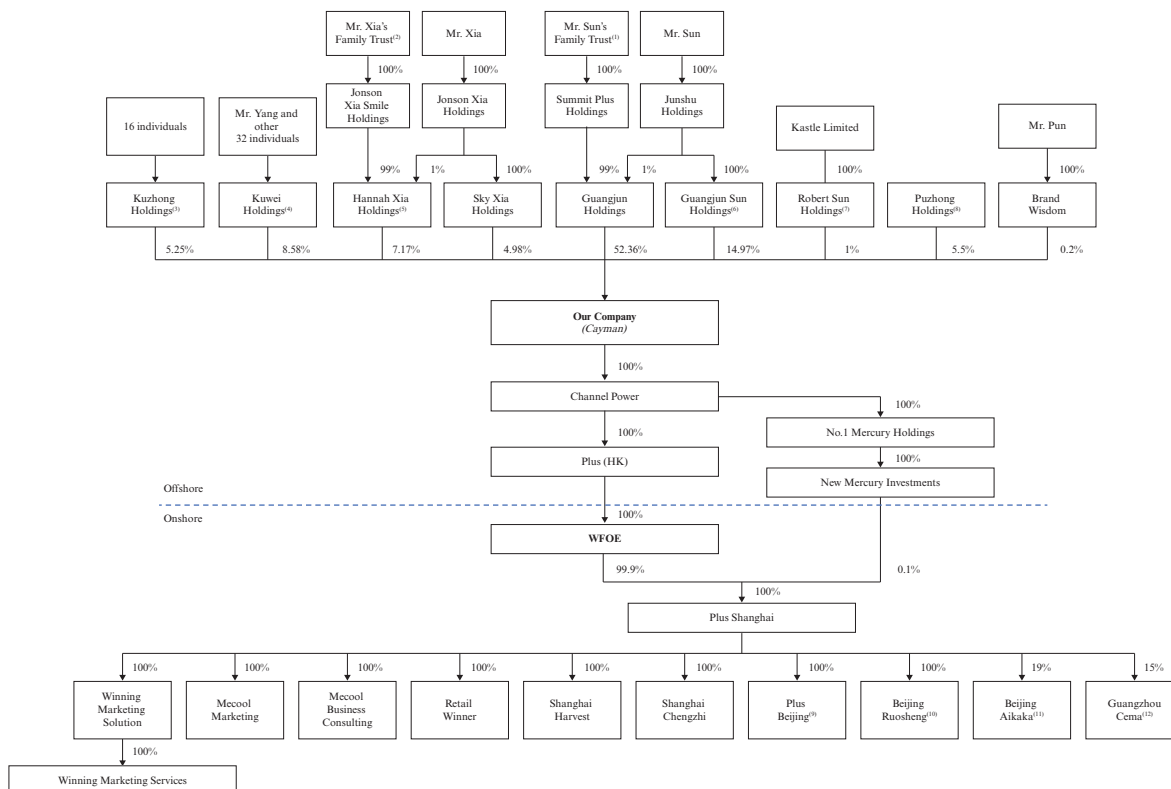 Mr. Xia's
Family Trust(2)
Mr. Xia
Mr. Sun's
Family Trust(1)
Mr. Sun
100%
100%
100%
100%
16 individuals
Mr. Yang and
other
32 individuals
Jonson
Xia Smile
Holdings
Jonson Xia
Holdings
Summit Plus
Holdings
Junshu
Holdings
Kastle Limited
Mr. Pun
99%
1%
100%
99%
1%
100%
100%
100%
Kuzhong
Holdings(3)
Kuwei
Holdings(4)
Hannah Xia
Holdings(5)
Sky Xia
Holdings
Guangjun
Holdings
Guangjun Sun
Holdings(6)
Robert Sun
Holdings(7)
Puzhong
Holdings(8)
Brand
Wisdom
5.25%
8.58%
7.17%
4.98%
52.36%
14.97%
1%
5.5%
0.2%
Our Company
(Cayman)
100%
Channel Power
100%
100%
No.1 Mercury Holdings
Plus (HK)
100%
New Mercury Investments
Offshore
Onshore
100%
WFOE
99.9%
0.1%
100%
Plus Shanghai
100%
100%
100%
100%
100%
100%
100%
100%
19%
15%
Winning
Marketing
Solution
Mecool
Marketing
Mecool
Business
Consulting
Retail
Winner
Shanghai
Harvest
Shanghai
Chengzhi
Plus
Beijing(9)
Beijing
Ruosheng(10)
Beijing
Aikaka(11)
Guangzhou
Cema(12)
100%
Winning Marketing Services